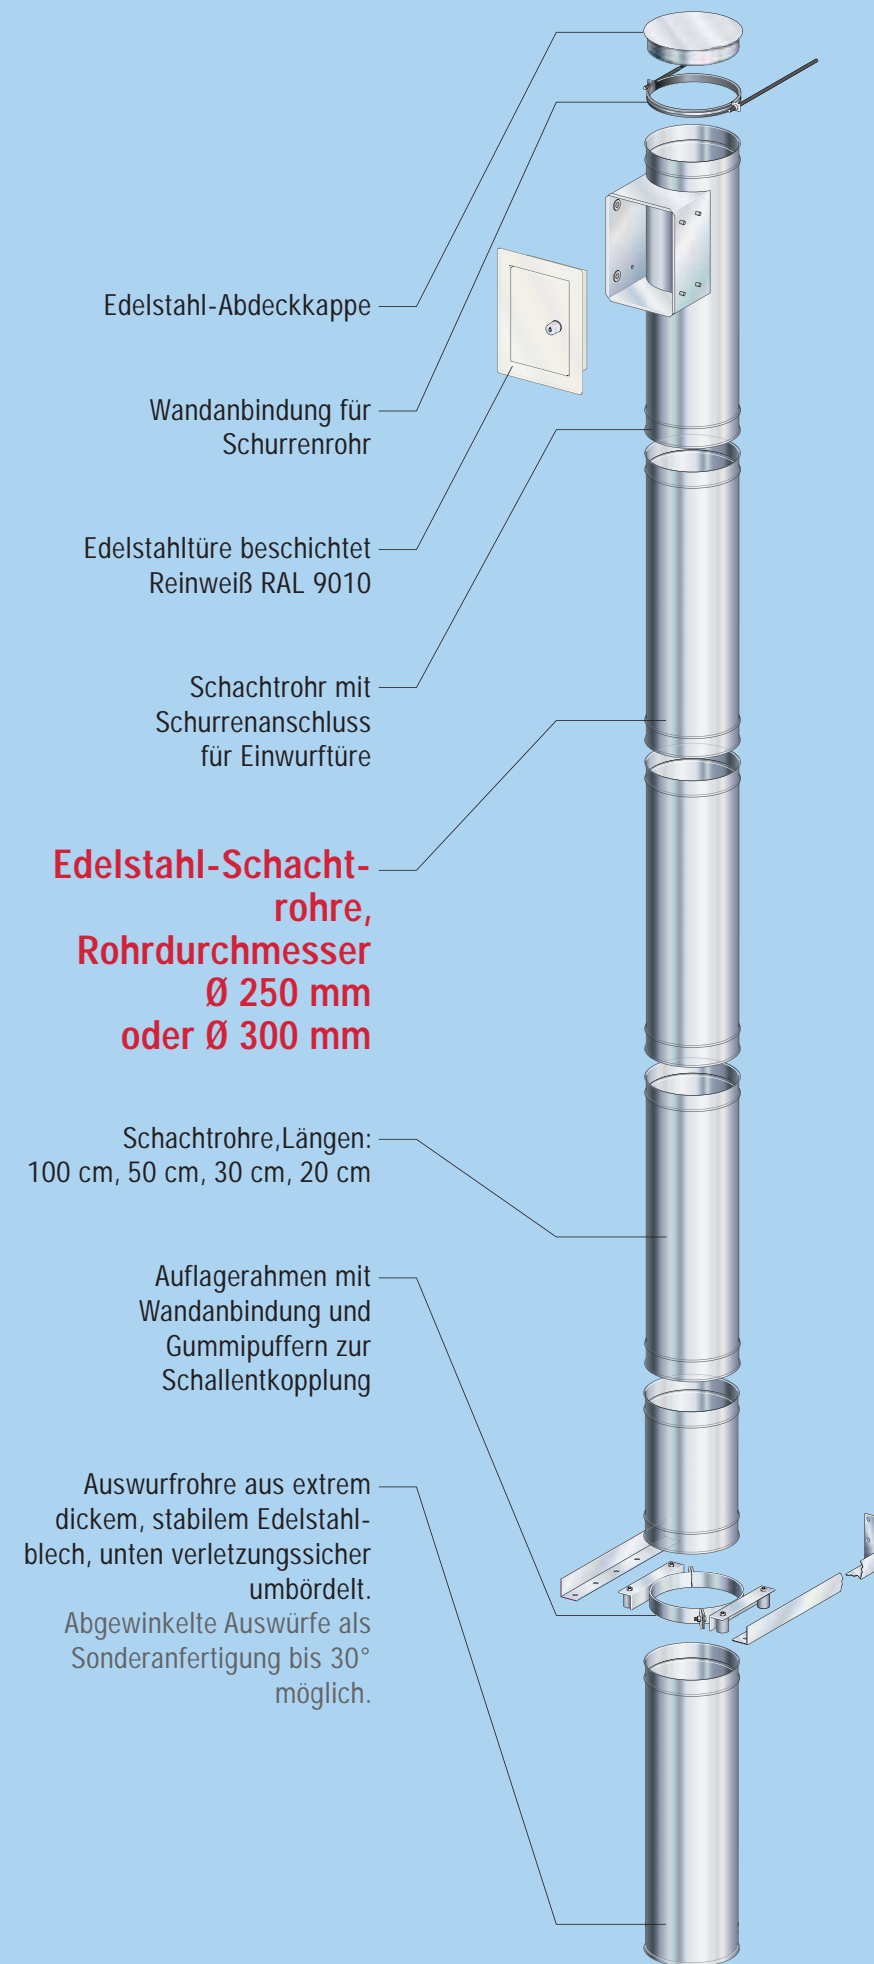 Edelstahl-Abdeckkappe
Wandanbindung für
Schurrenrohr
Edelstahltüre beschichtet
Reinweiß RAL 9010
Schachtrohr mit
Schurrenanschluss
für Einwurftüre
Edelstahl-Schacht-
rohre,
Rohrdurchmesser
Ø 250 mm
oder Ø 300 mm
Schachtrohre,Längen:
100 cm, 50 cm, 30 cm, 20 cm
Auflagerahmen mit
Wandanbindung und
Gummipuffern zur
Schallentkopplung
Auswurfrohre aus extrem
dickem, stabilem Edelstahl-
blech, unten verletzungssicher
umbördelt.
Abgewinkelte Auswürfe als
Sonderanfertigung bis 30°
möglich.